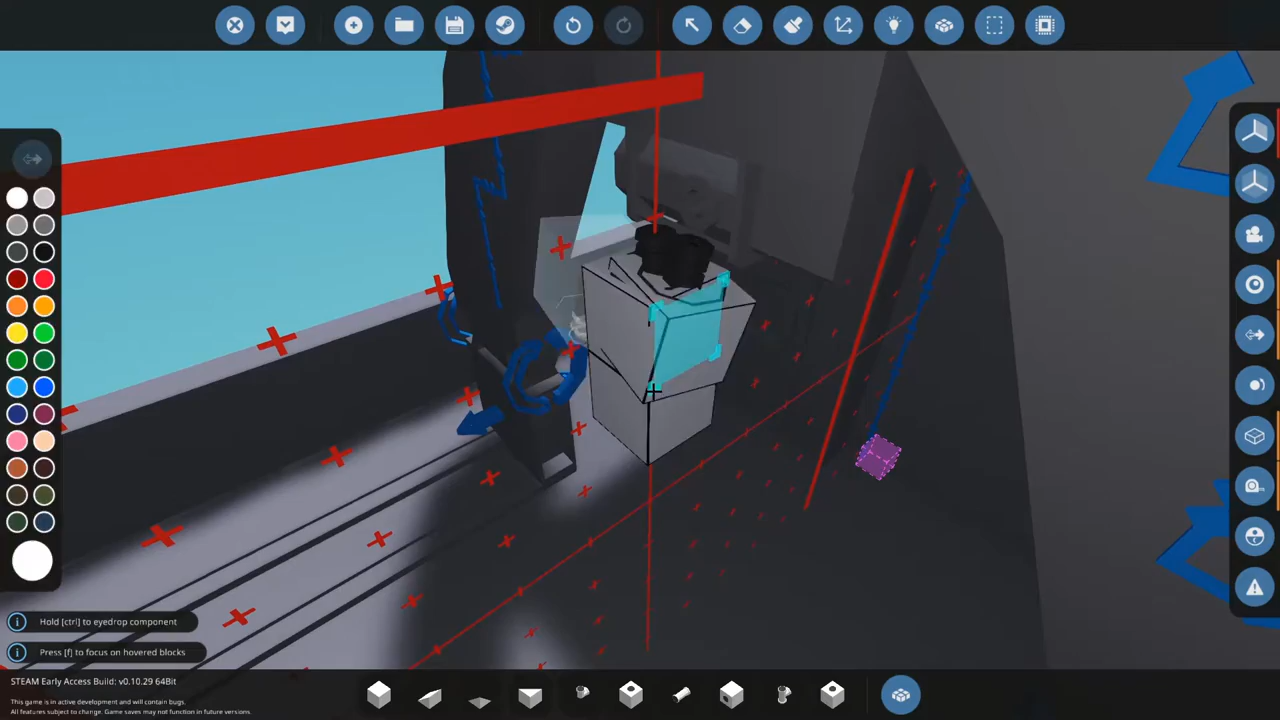 Hold [ctrl] to eyedrop component
Press [f] to focus on hovered blocks
STEAM Early Access Build: v0.10.29 64Bit
This game is in active development and will contain bugs.
All features subject to change. Game saves may not function in future versions.